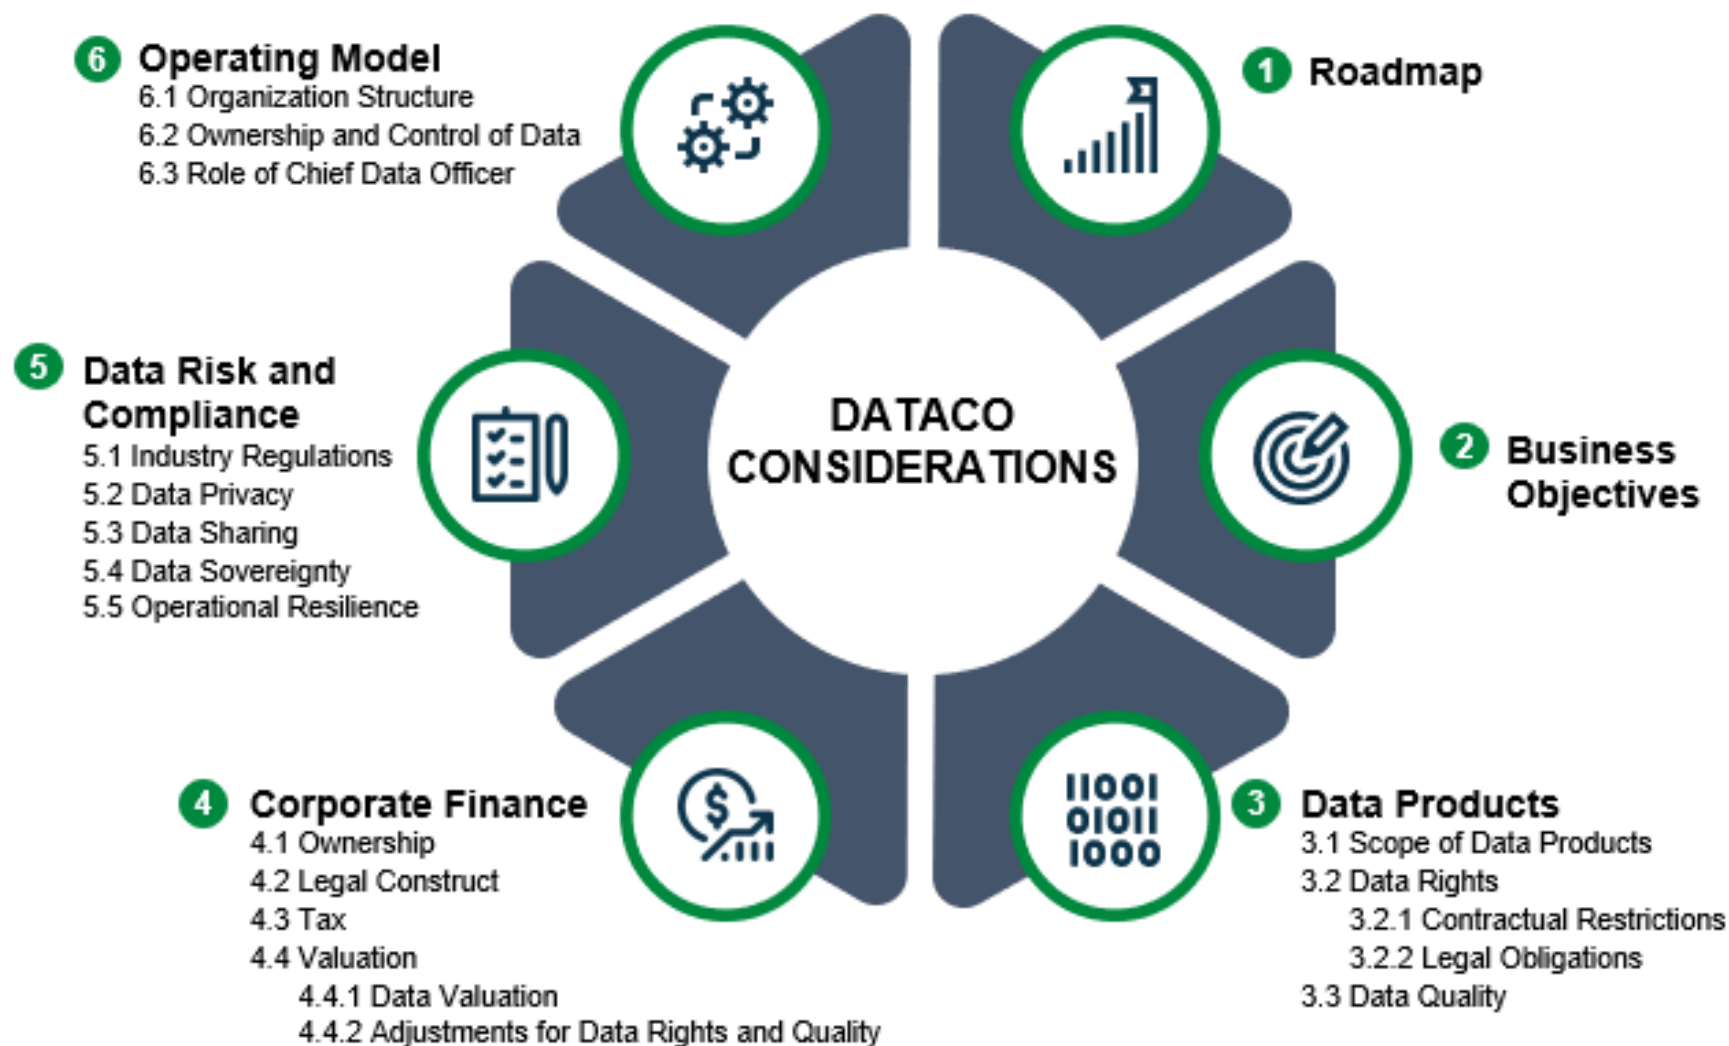 DATACO
CONSIDERATIONS
1 Roadmap
2 Business
Objectives
3 Data Products
3.1 Scope of Data Products
3.2 Data Rights
3.2.1 Contractual Restrictions
3.2.2 Legal Obligations
3.3 Data Quality
11001
01011
1000
4 Corporate Finance
4.1 Ownership
4.2 Legal Construct
4.3 Tax
4.4 Valuation
4.4.1 Data Valuation
4.4.2 Adjustments for Data Rights and Quality
$
5 Data Risk and
Compliance
5.1 Industry Regulations
5.2 Data Privacy
5.3 Data Sharing
5.4 Data Sovereignty
5.5 Operational Resilience
6 Operating Model
6.1 Organization Structure
6.2 Ownership and Control of Data
6.3 Role of Chief Data Officer